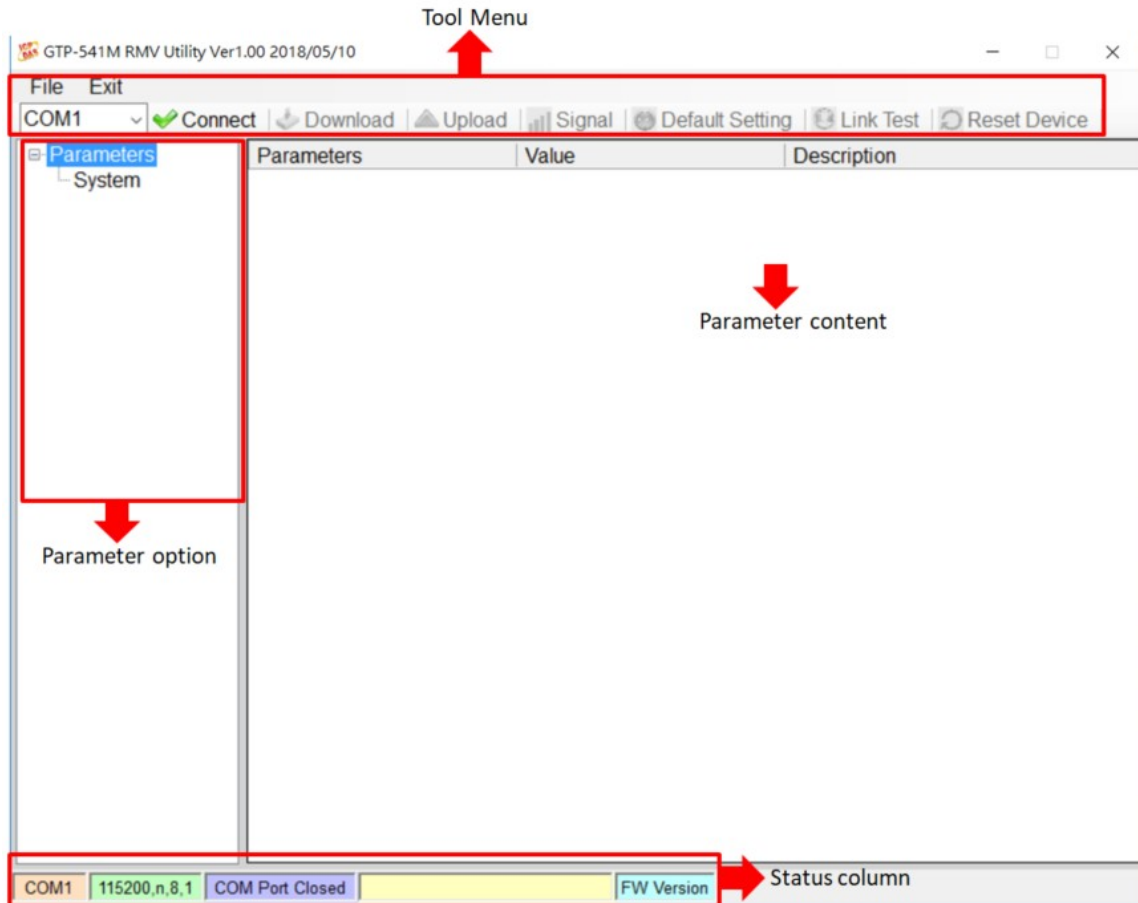 Tool Menu
GTP-541M RMV Utility Ver1.00 2018/05/10
File Exit
COM1 Connect Download Upload Signal Default Setting Link Test Reset Device
Parameters Parameters Value Description
System
Parameter content
Parameter option
COM1 115200,n,8,1 COM Port Closed FW Version Status column